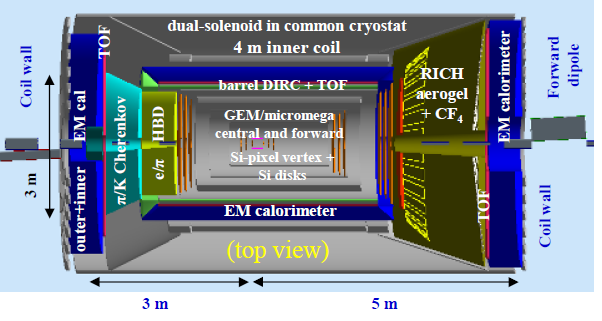 dual-solenoid in common cryostat
4 m inner coil
Coil wall
TOF
EM cal
outer+inner
3 m
π/K Cherenkov
HBD
e/π
barrel DIRC + TOF
GEM/micromega
central and forward
Si-pixel vertex +
Si disks
EM calorimeter
(top view)
RICH
aerogel
+ CF4
TOF
EM calorimeter
Forward
dipole
Coil wall
3 m
5 m